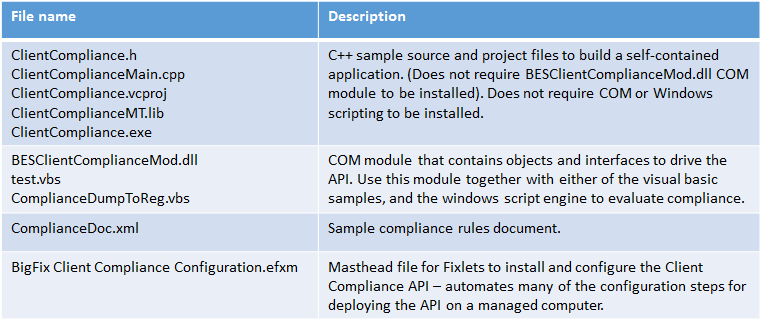 File name
Description
ClientCompliance.h
ClientComplianceMain.cpp
ClientCompliance.vcproj
ClientComplianceMT.lib
ClientCompliance.exe
C++ sample source and project files to build a self-contained
application. (Does not require BESClientComplianceMod.dll COM
module to be installed). Does not require COM or Windows
scripting to be installed.
BESClientComplianceMod.dll
test.vbs
ComplianceDumpToReg.vbs
COM module that contains objects and interfaces to drive the
API. Use this module together with either of the visual basic
samples, and the windows script engine to evaluate compliance.
ComplianceDoc.xml
Sample compliance rules document.
BigFix Client Compliance Configuration.efxm
Masthead file for Fixlets to install and configure the Client
Compliance API – automates many of the configuration steps for
deploying the API on a managed computer.